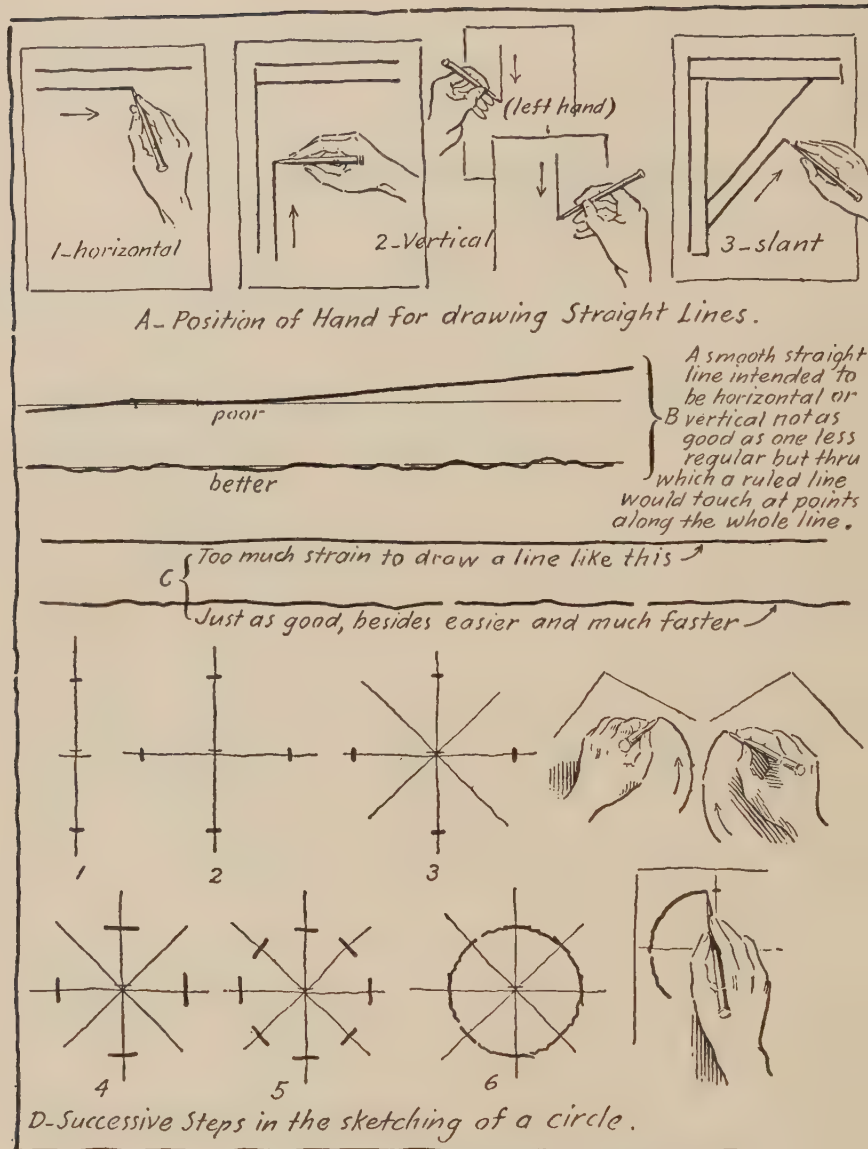 (left hand)
1-horizontal
2-Vertical
3-slant
A-Position of Hand for drawing Straight Lines.
poor
better
B
A smooth straight
line intended to
be horizontal or
vertical not as
good as one less
regular but thru
which a ruled line
would touch at points
along the whole line.
C
Too much strain to draw a line like this
Just as good, besides easier and much faster
1
2
3
4
5
6
D-Successive Steps in the sketching of a circle.